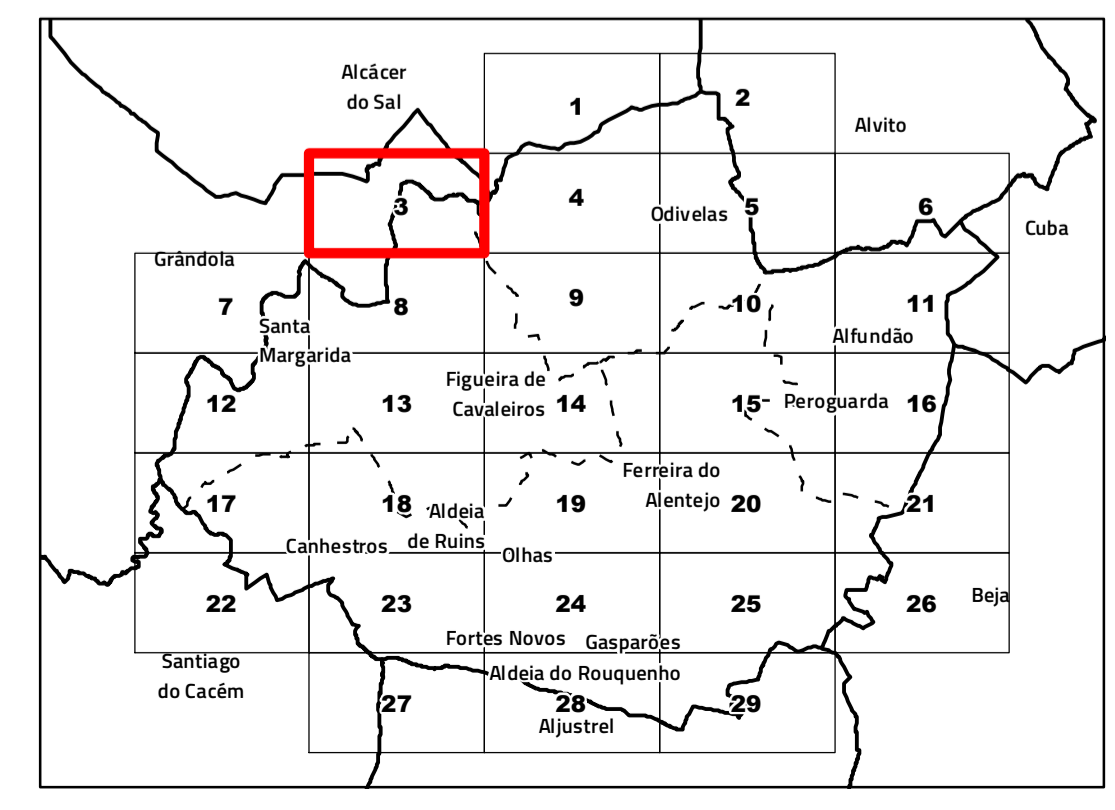 Alcácer
do Sal
1
2
Alvito
3
4
Odivelas
5
6
Cuba
Grândola
7
Santa
Margarida
8
9
10
11
Alfundão
12
13
Figueira de
Cavaleiros
14
15
Peroguarda
16
17
18
Aldeia
de Ruins
19
Ferreira do
Alentejo
20
21
Canhestros
Olhas
22
23
24
25
26
Beja
Fortes Novos
Gasparões
Santiago
do Cacém
Aldeia do Rouquenho
27
28
29
Aljustrel